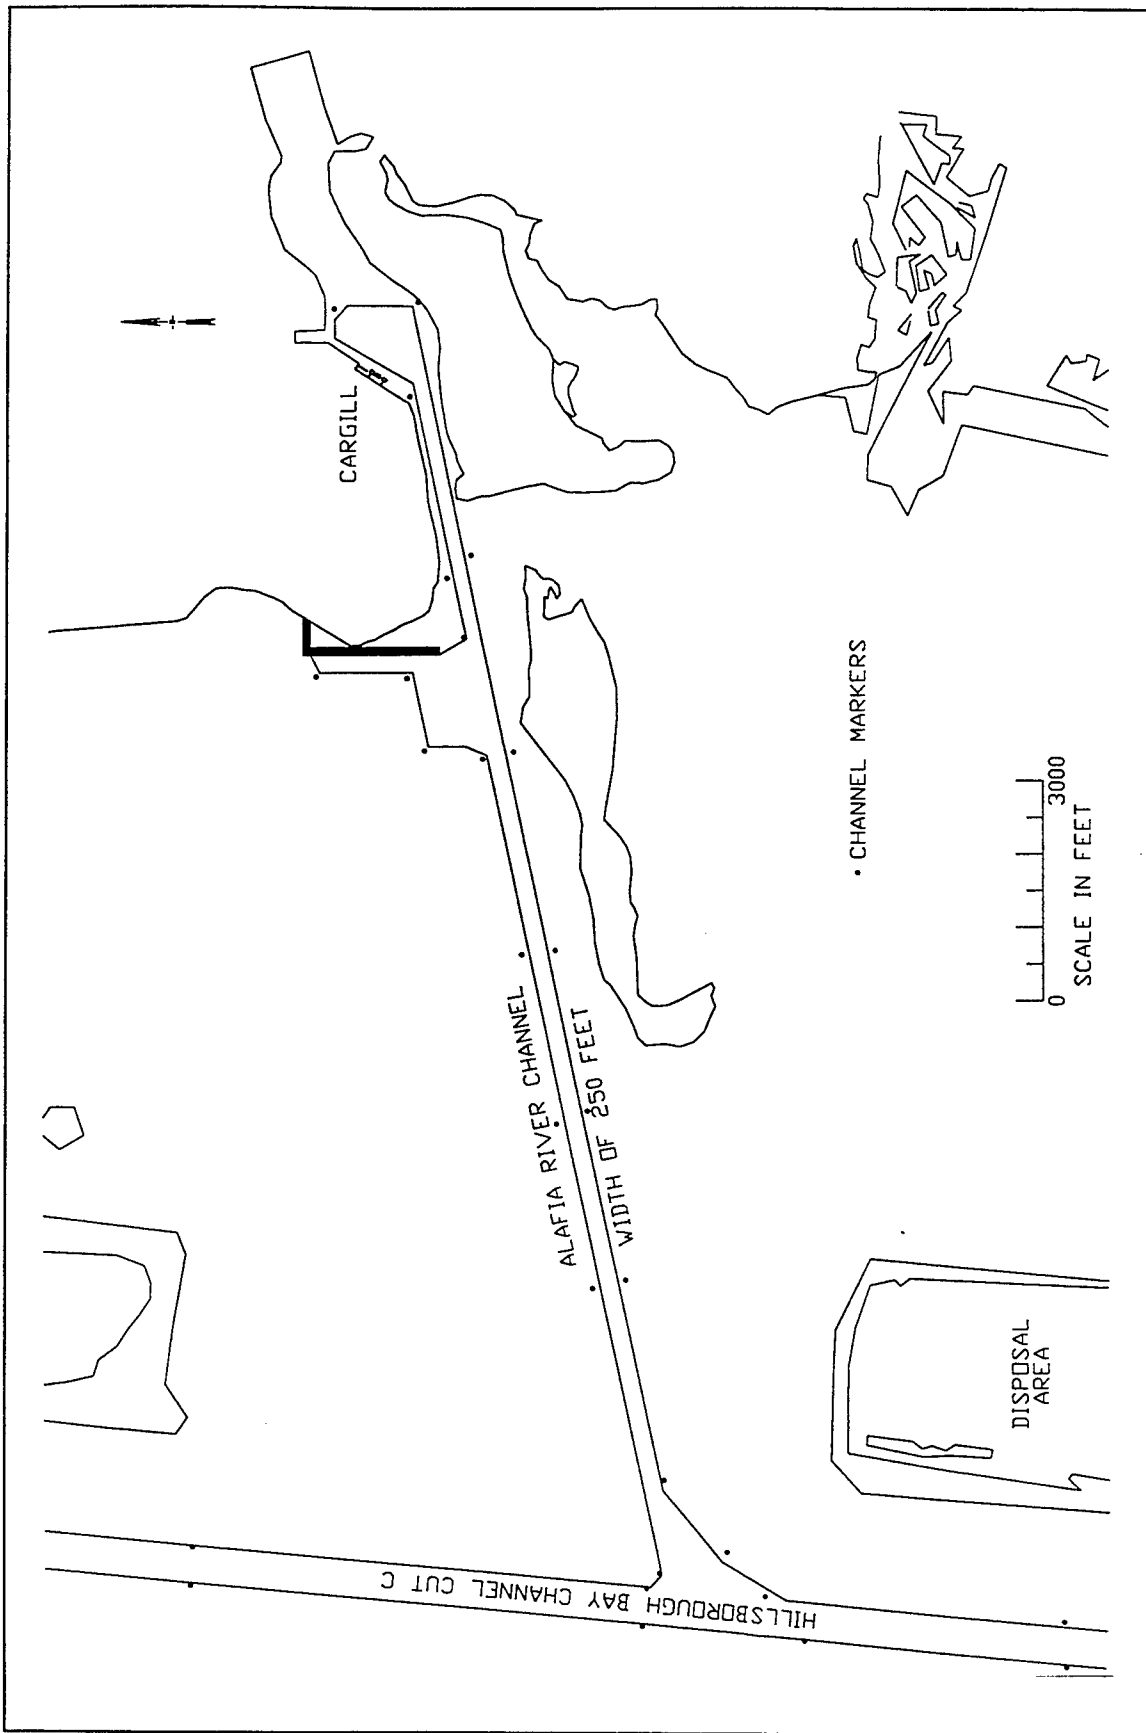 CARGILL
ALAFIA RIVER CHANNEL
WIDTH OF 250 FEET
• CHANNEL MARKERS
0 3000
SCALE IN FEET
DISPOSAL
AREA
HILLSBOROUGH BAY CHANNEL CUT C